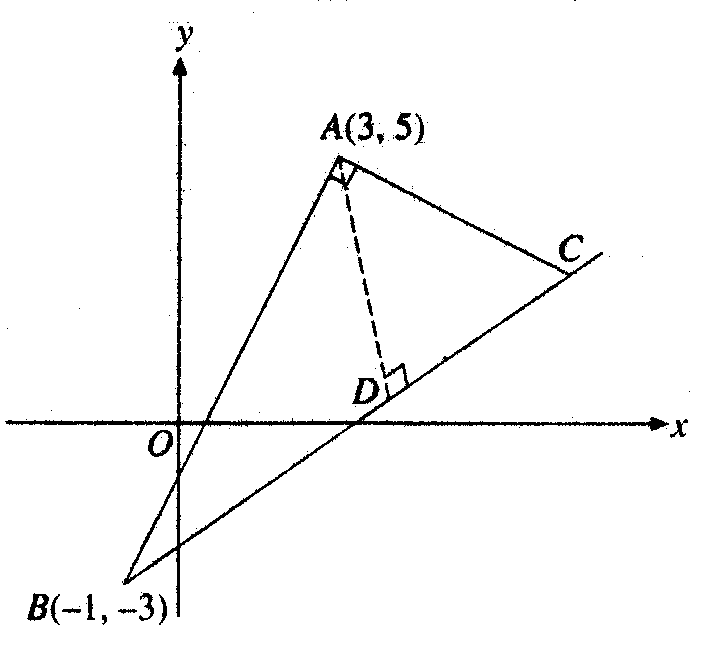 y
A(3, 5)
C
D
O
x
B(–1, –3)